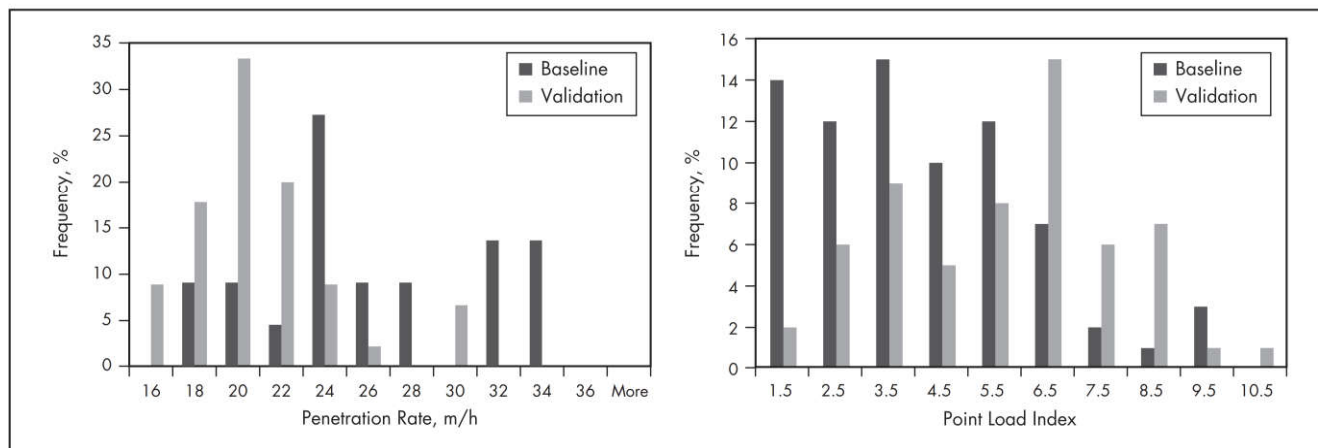 35
30
25
20
15
10
5
0
Frequency, %
Baseline
Validation
16 18 20 22 24 26 28 30 32 34 36 More
Penetration Rate, m/h
16
14
12
10
8
6
4
2
0
Frequency, %
Baseline
Validation
1.5 2.5 3.5 4.5 5.5 6.5 7.5 8.5 9.5 10.5
Point Load Index